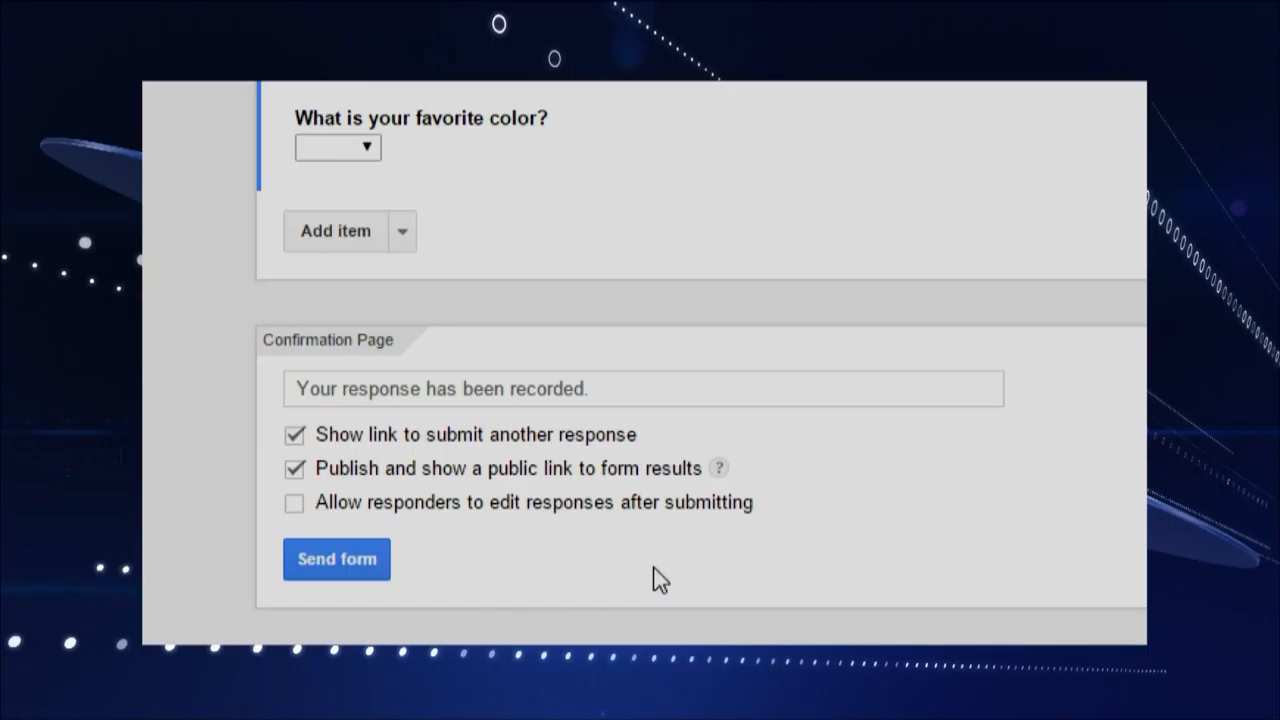 What is your favorite color?
Add item
Confirmation Page
Your response has been recorded.
Show link to submit another response
Publish and show a public link to form results ?
Allow responders to edit responses after submitting
Send form